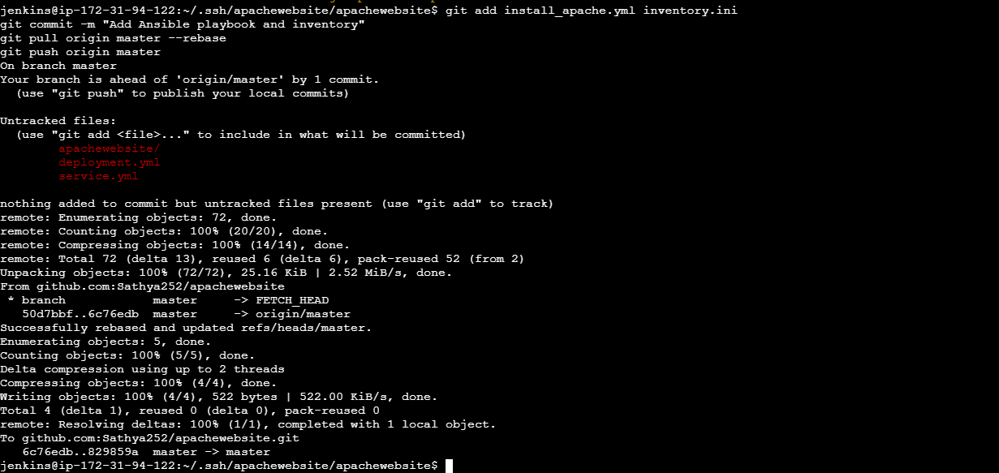 jenkins@ip-172-31-94-122:~/.ssh/apachewebsite/apachewebsite$ git add install_apache.yml inventory.ini
git commit -m "Add Ansible playbook and inventory"
git pull origin master --rebase
git push origin master
On branch master
Your branch is ahead of 'origin/master' by 1 commit.
  (use "git push" to publish your local commits)

Untracked files:
  (use "git add <file>..." to include in what will be committed)
        apachewebsite/
        deployment.yml
        service.yml

nothing added to commit but untracked files present (use "git add" to track)
remote: Enumerating objects: 72, done.
remote: Counting objects: 100% (20/20), done.
remote: Compressing objects: 100% (14/14), done.
remote: Total 72 (delta 13), reused 6 (delta 6), pack-reused 52 (from 2)
Unpacking objects: 100% (72/72), 25.16 KiB | 2.52 MiB/s, done.
From github.com:Sathya252/apachewebsite
 * branch            master     -> FETCH_HEAD
   50d7bbf..6c76edb  master     -> origin/master
Successfully rebased and updated refs/heads/master.
Enumerating objects: 5, done.
Counting objects: 100% (5/5), done.
Delta compression using up to 2 threads
Compressing objects: 100% (4/4), done.
Writing objects: 100% (4/4), 522 bytes | 522.00 KiB/s, done.
Total 4 (delta 1), reused 0 (delta 0), pack-reused 0
remote: Resolving deltas: 100% (1/1), completed with 1 local object.
To github.com:Sathya252/apachewebsite.git
   6c76edb..829859a  master -> master
jenkins@ip-172-31-94-122:~/.ssh/apachewebsite/apachewebsite$